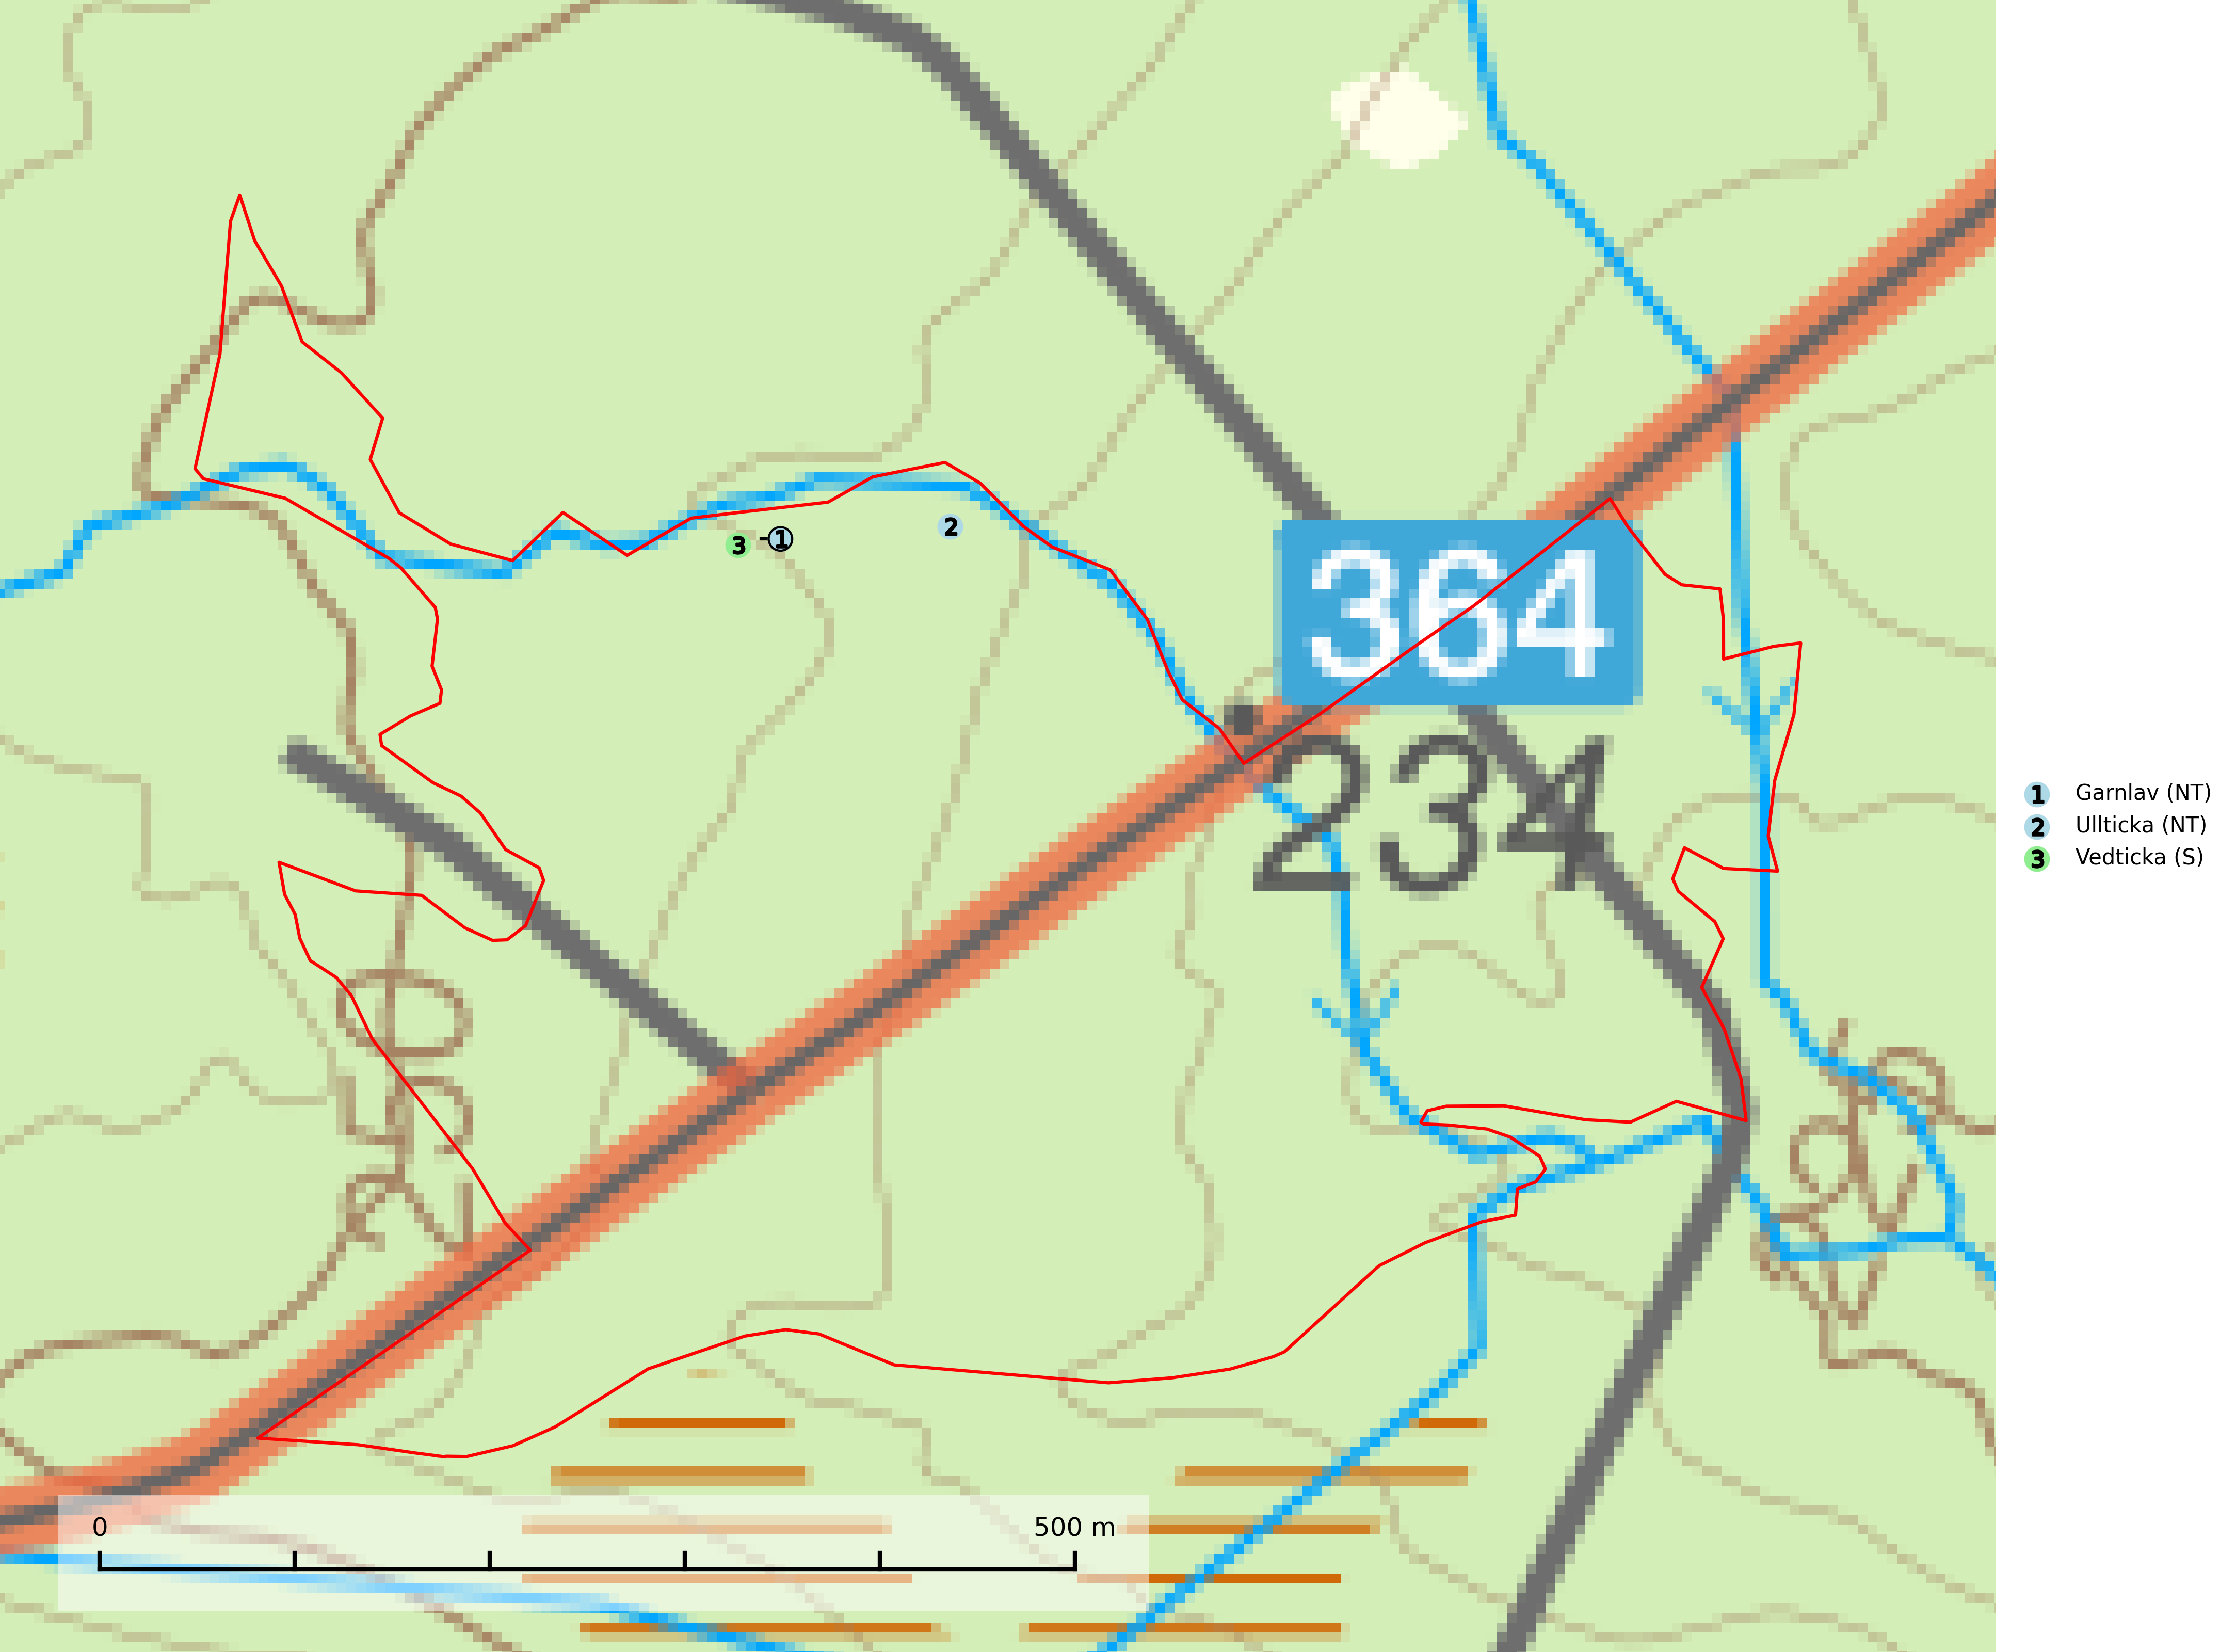 364
234
3
1
2
1 Garnlav (NT)
2 Ullticka (NT)
3 Vedticka (S)
0 500 m